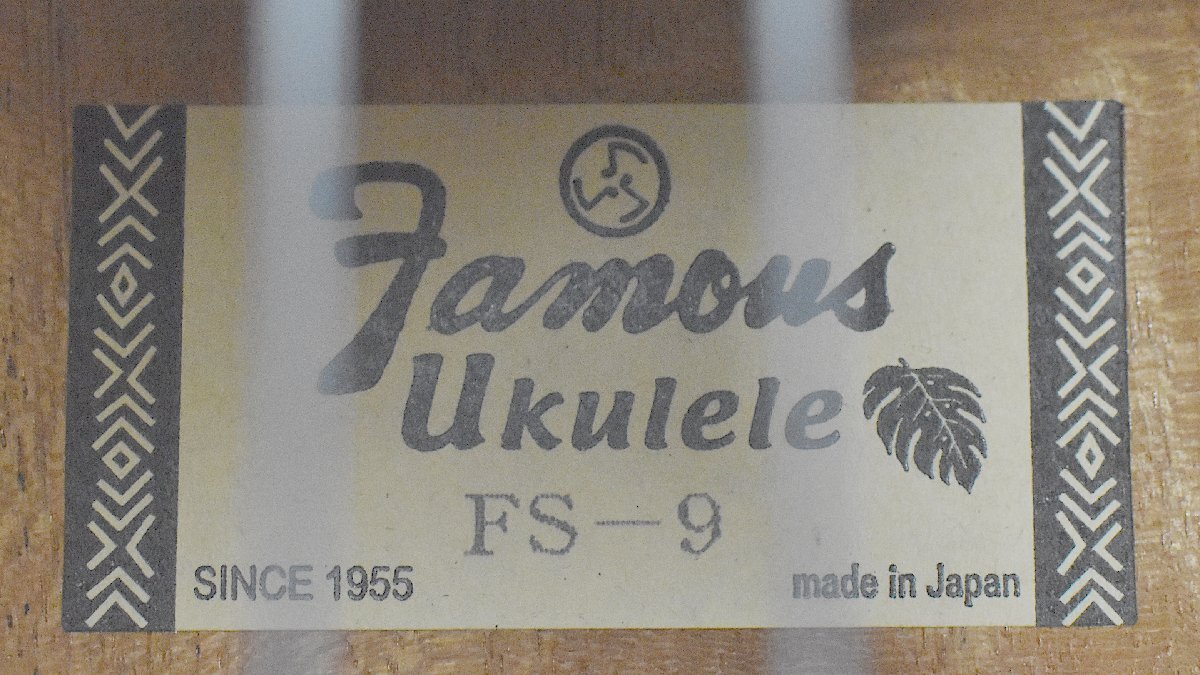 Famous
Ukulele
FS-9
SINCE 1955
made in Japan